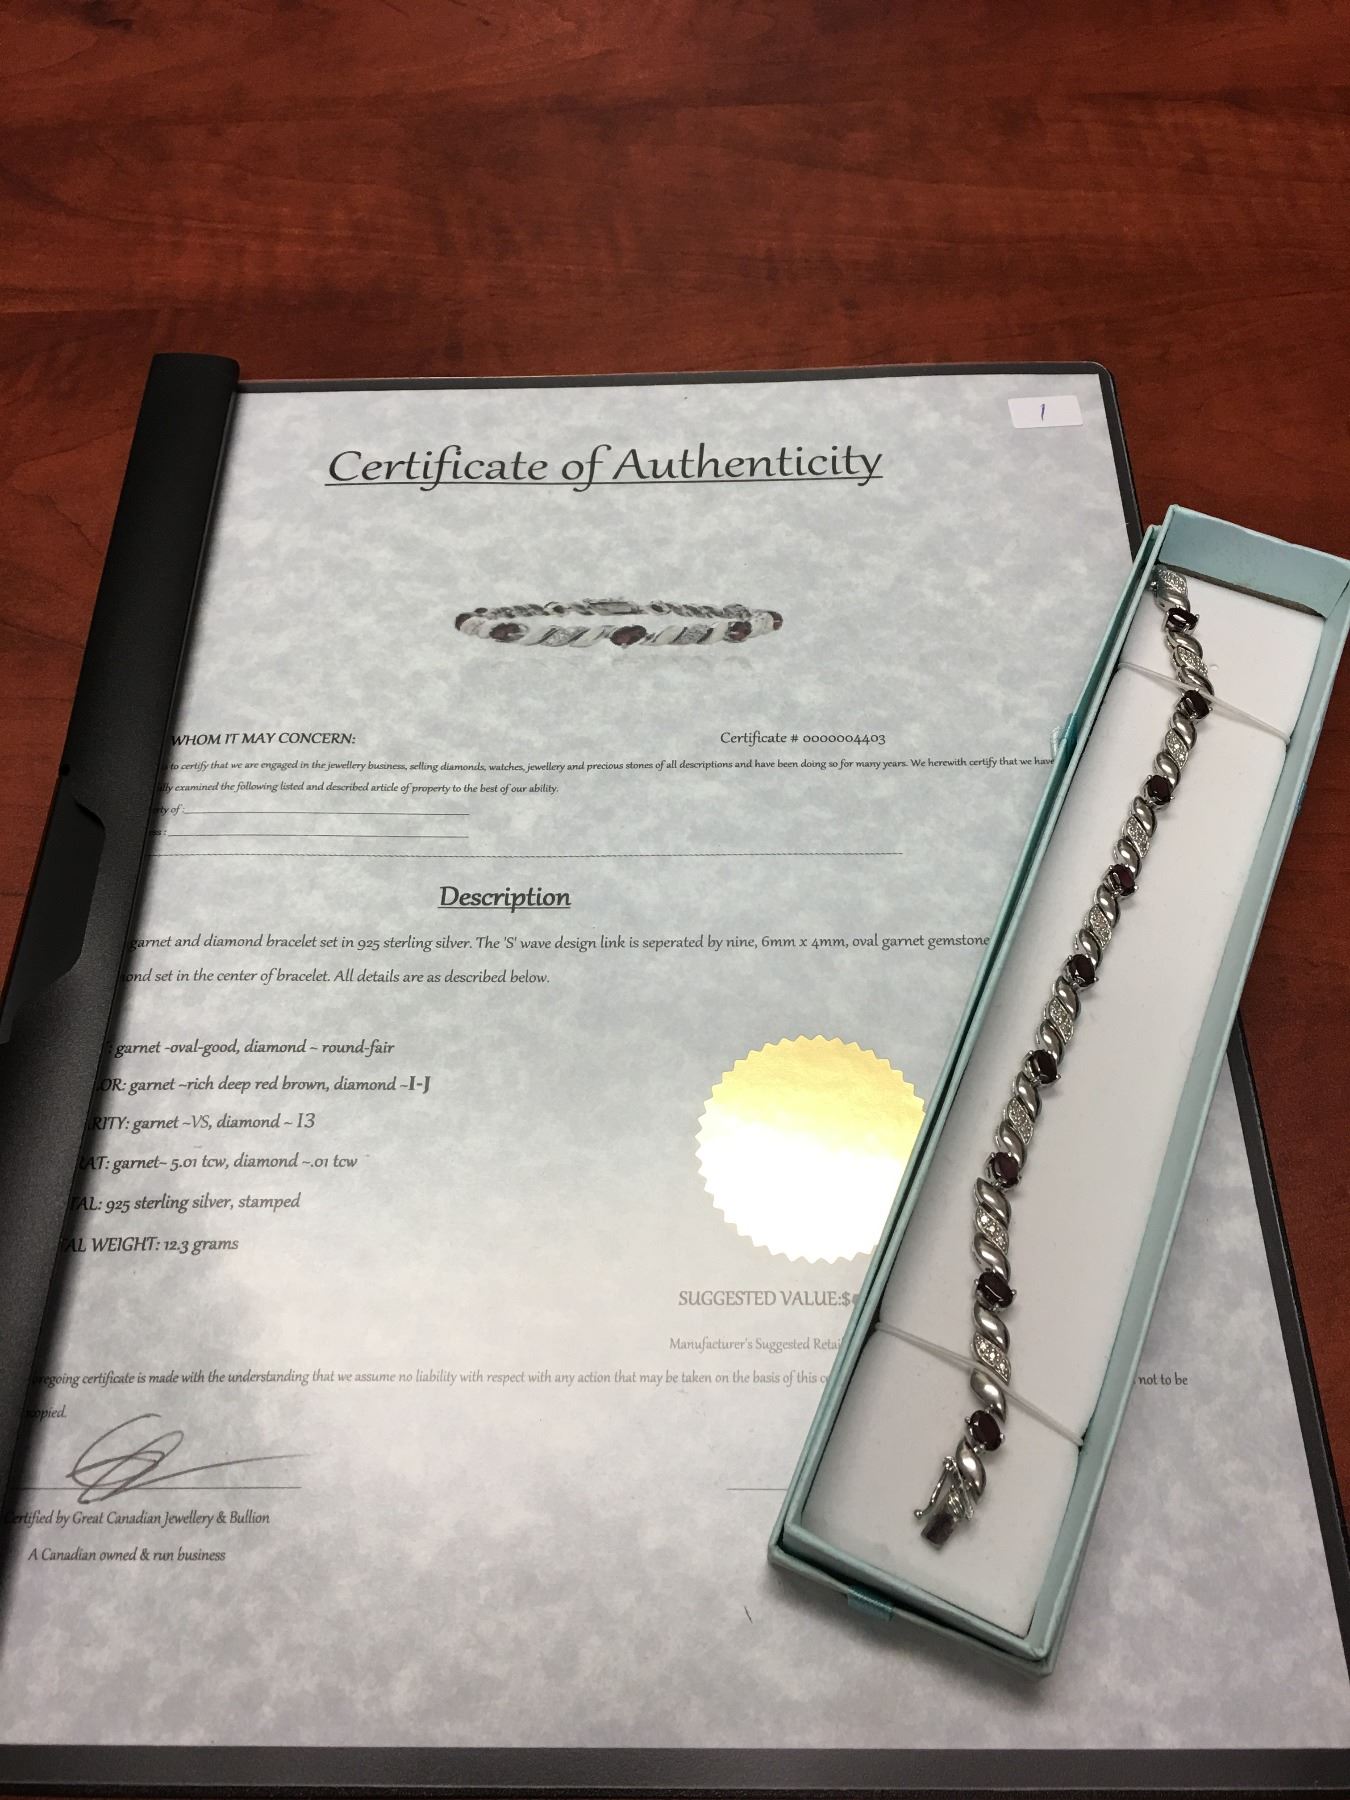 1
Certificate of Authenticity
WHOM IT MAY CONCERN: Certificate # 0000004403
to certify that we are engaged in the jewellery business, selling diamonds, watches, jewellery and precious stones of all descriptions and have been doing so for many years. We herewith certify that we have
examined the following listed and described article of property to the best of our ability.
of :
Description
garnet and diamond bracelet set in 925 sterling silver. The 'S' wave design link is seperated by nine, 6mm x 4mm, oval garnet gemstone
set in the center of bracelet. All details are as described below.
: garnet -oval-good, diamond ~ round-fair
OR: garnet ~rich deep red brown, diamond ~I-J
RITY: garnet ~VS, diamond ~ I3
AT: garnet~ 5.01 tcw, diamond ~.01 tcw
AL: 925 sterling silver, stamped
AL WEIGHT: 12.3 grams
SUGGESTED VALUE:$
Manufacturer's Suggested Retai
egoing certificate is made with the understanding that we assume no liability with respect with any action that may be taken on the basis of this not to be
copied.
Certified by Great Canadian Jewellery & Bullion
A Canadian owned & run business